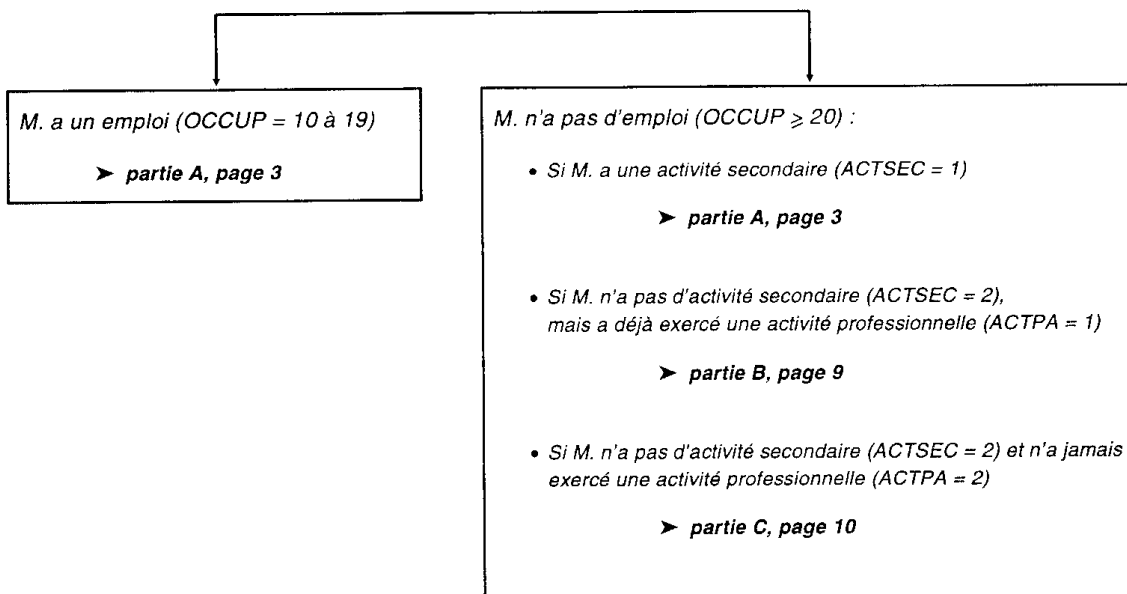 M. a un emploi (OCCUP = 10 à 19)
➤ partie A, page 3
M. n'a pas d'emploi (OCCUP ⩾ 20) :
• Si M. a une activité secondaire (ACTSEC = 1)
➤ partie A, page 3
• Si M. n'a pas d'activité secondaire (ACTSEC = 2),
mais a déjà exercé une activité professionnelle (ACTPA = 1)
➤ partie B, page 9
• Si M. n'a pas d'activité secondaire (ACTSEC = 2) et n'a jamais
exercé une activité professionnelle (ACTPA = 2)
➤ partie C, page 10